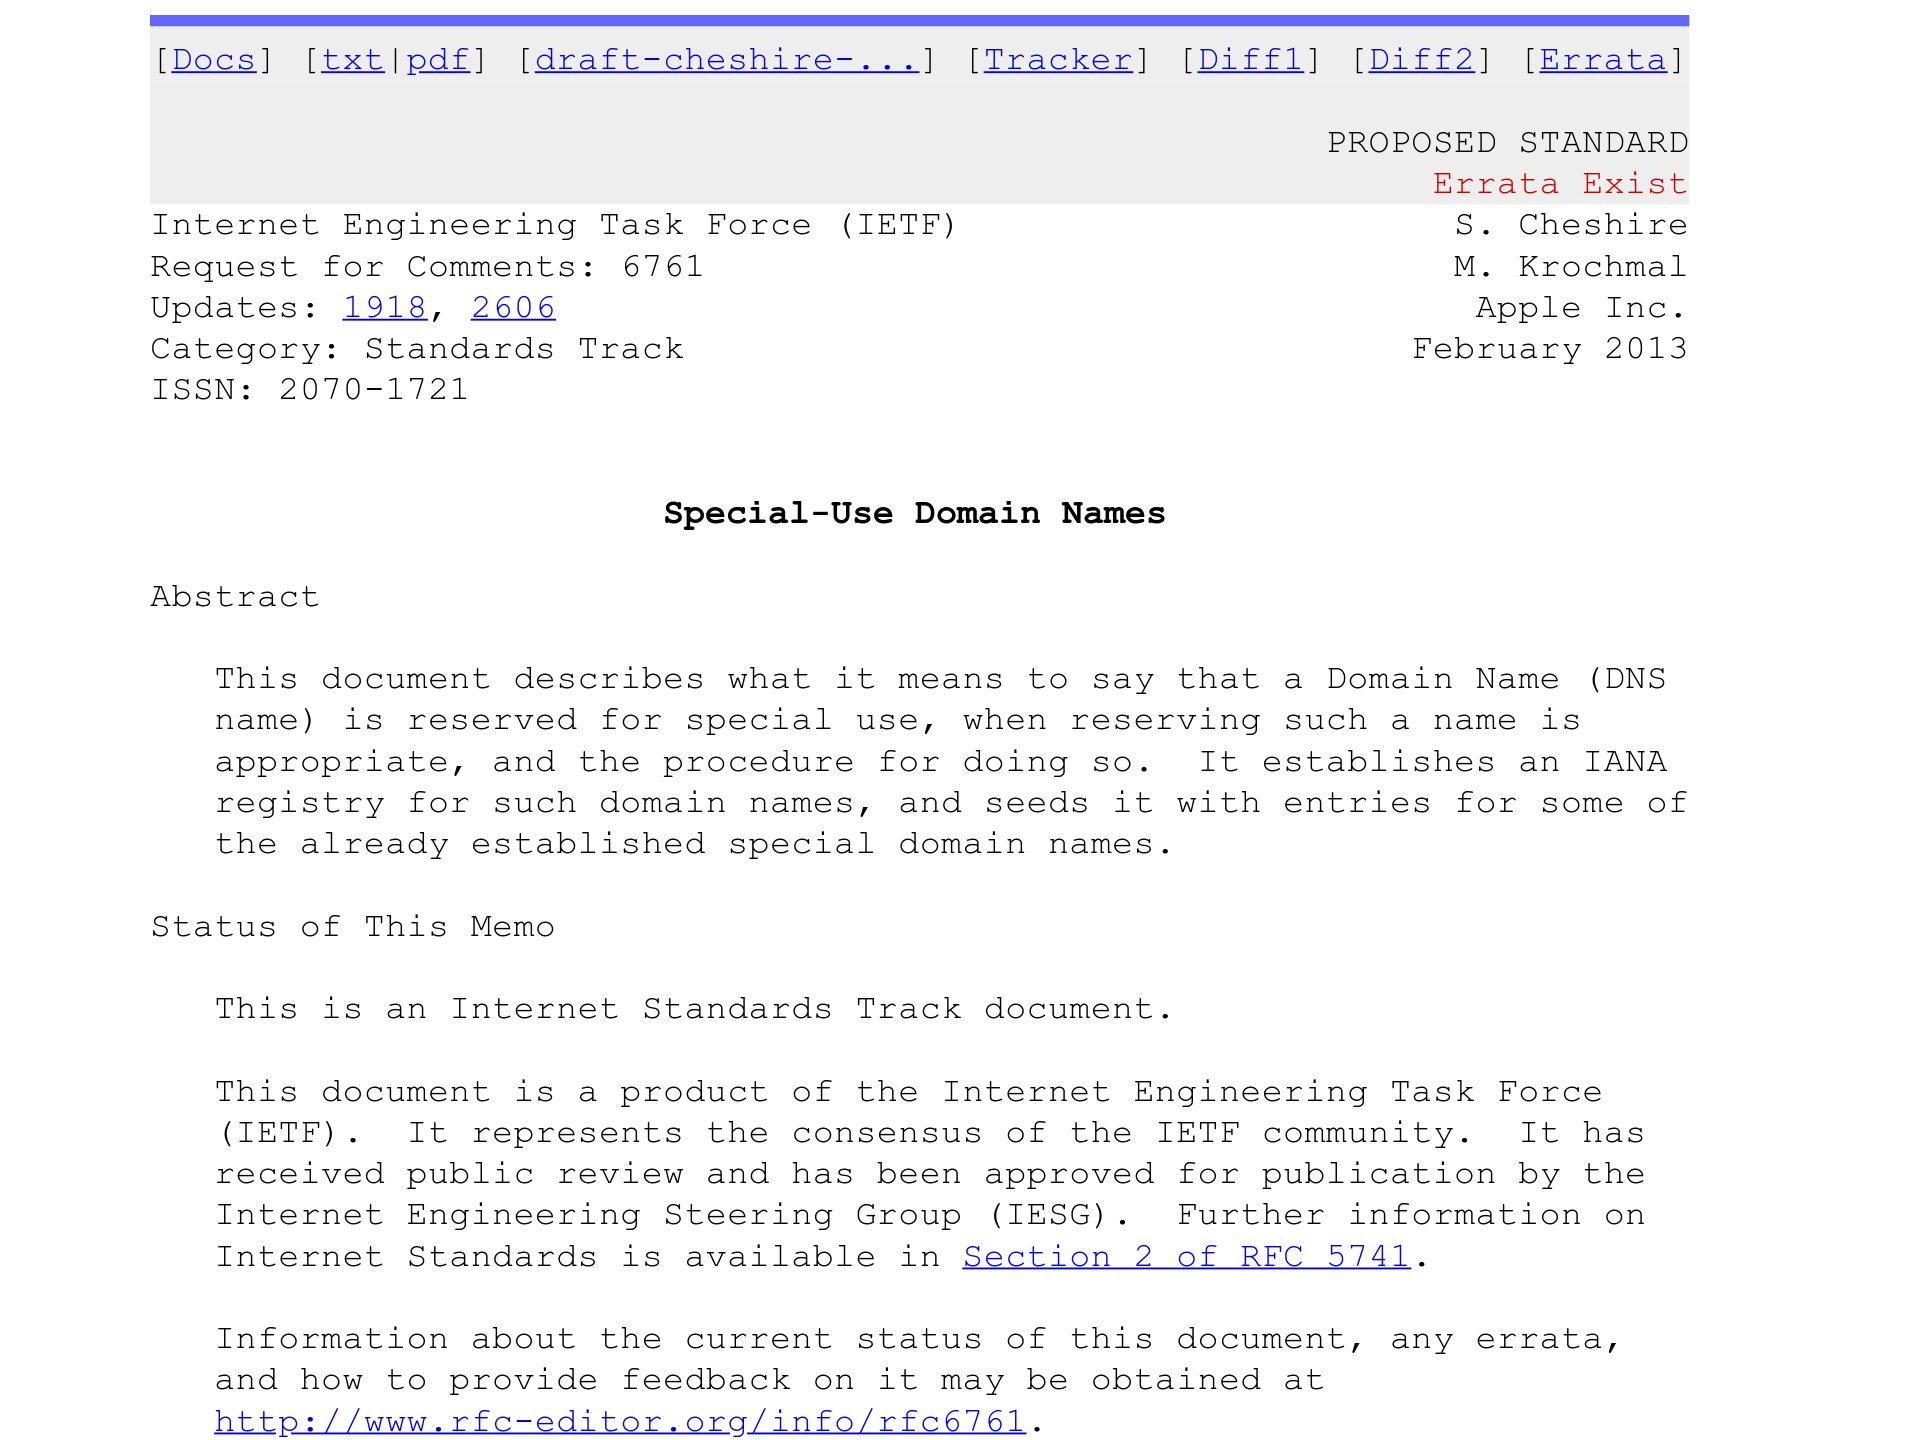 [Docs] [txt|pdf] [draft-cheshire-...] [Tracker] [Diff1] [Diff2] [Errata]
PROPOSED STANDARD
Errata Exist
Internet Engineering Task Force (IETF) S. Cheshire
Request for Comments: 6761 M. Krochmal
Updates: 1918, 2606 Apple Inc.
Category: Standards Track February 2013
ISSN: 2070-1721
Special-Use Domain Names
Abstract
This document describes what it means to say that a Domain Name (DNS
name) is reserved for special use, when reserving such a name is
appropriate, and the procedure for doing so.  It establishes an IANA
registry for such domain names, and seeds it with entries for some of
the already established special domain names.
Status of This Memo
This is an Internet Standards Track document.
This document is a product of the Internet Engineering Task Force
(IETF).  It represents the consensus of the IETF community.  It has
received public review and has been approved for publication by the
Internet Engineering Steering Group (IESG).  Further information on
Internet Standards is available in Section 2 of RFC 5741.
Information about the current status of this document, any errata,
and how to provide feedback on it may be obtained at
http://www.rfc-editor.org/info/rfc6761.